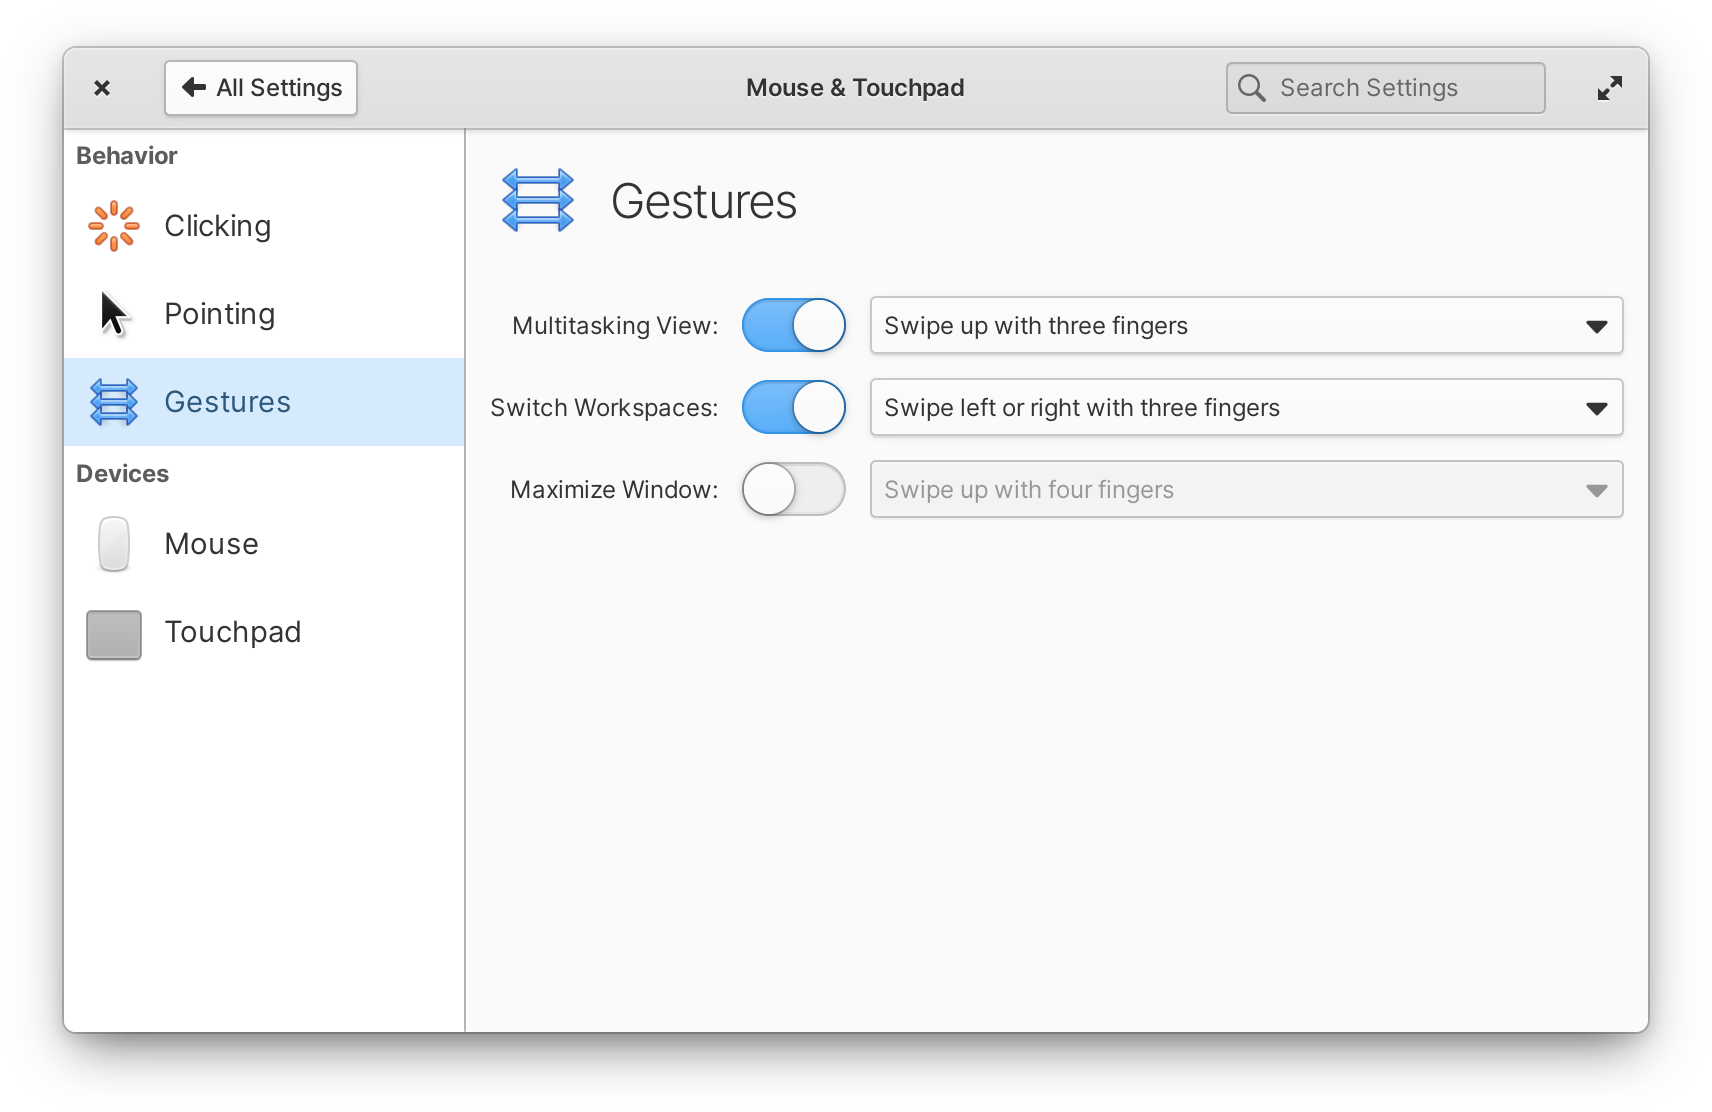 All Settings
Mouse & Touchpad
Search Settings
Behavior
Clicking
Pointing
Gestures
Devices
Mouse
Touchpad
Gestures
Multitasking View: Swipe up with three fingers
Switch Workspaces: Swipe left or right with three fingers
Maximize Window: Swipe up with four fingers